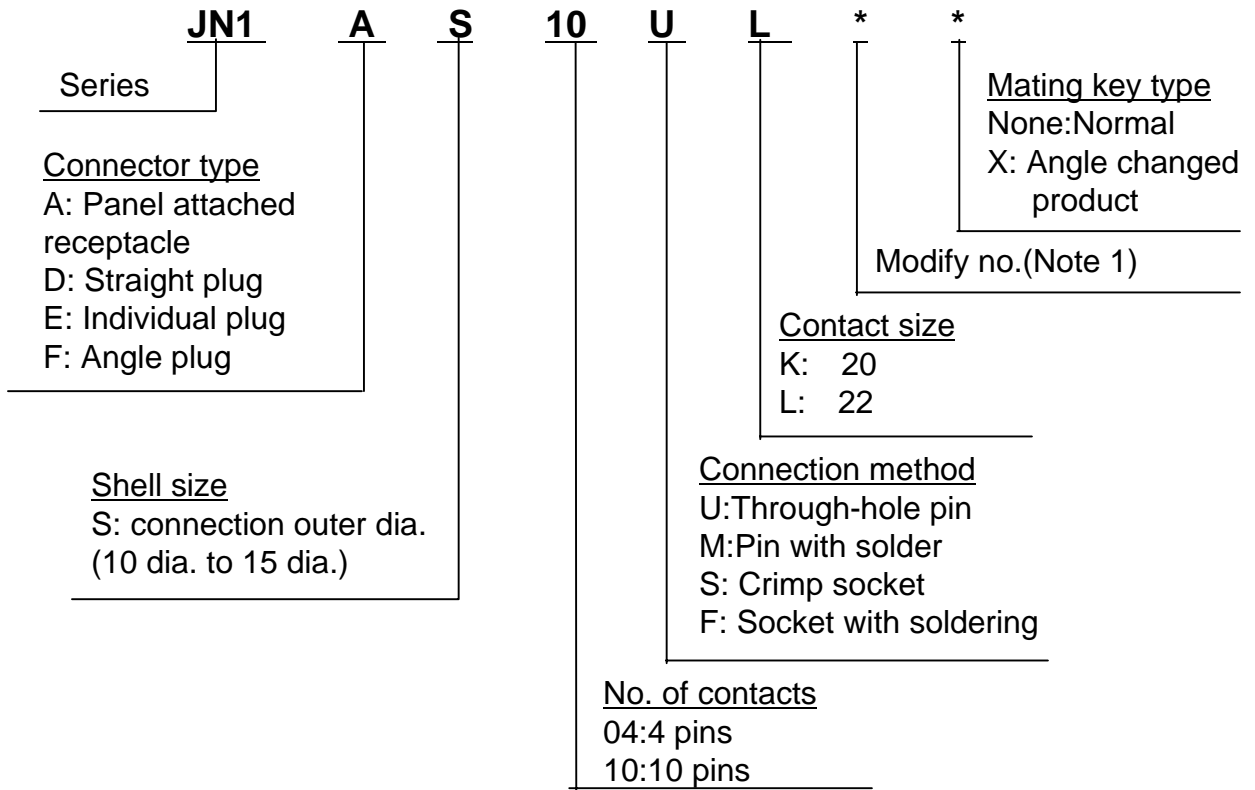 JN1 A S 10 U L * *
Series
Mating key type
None:Normal
X: Angle changed
product
Connector type
A: Panel attached
receptacle
D: Straight plug
E: Individual plug
F: Angle plug
Modify no.(Note 1)
Contact size
K: 20
L: 22
Shell size
S: connection outer dia.
(10 dia. to 15 dia.)
Connection method
U:Through-hole pin
M:Pin with solder
S: Crimp socket
F: Socket with soldering
No. of contacts
04:4 pins
10:10 pins